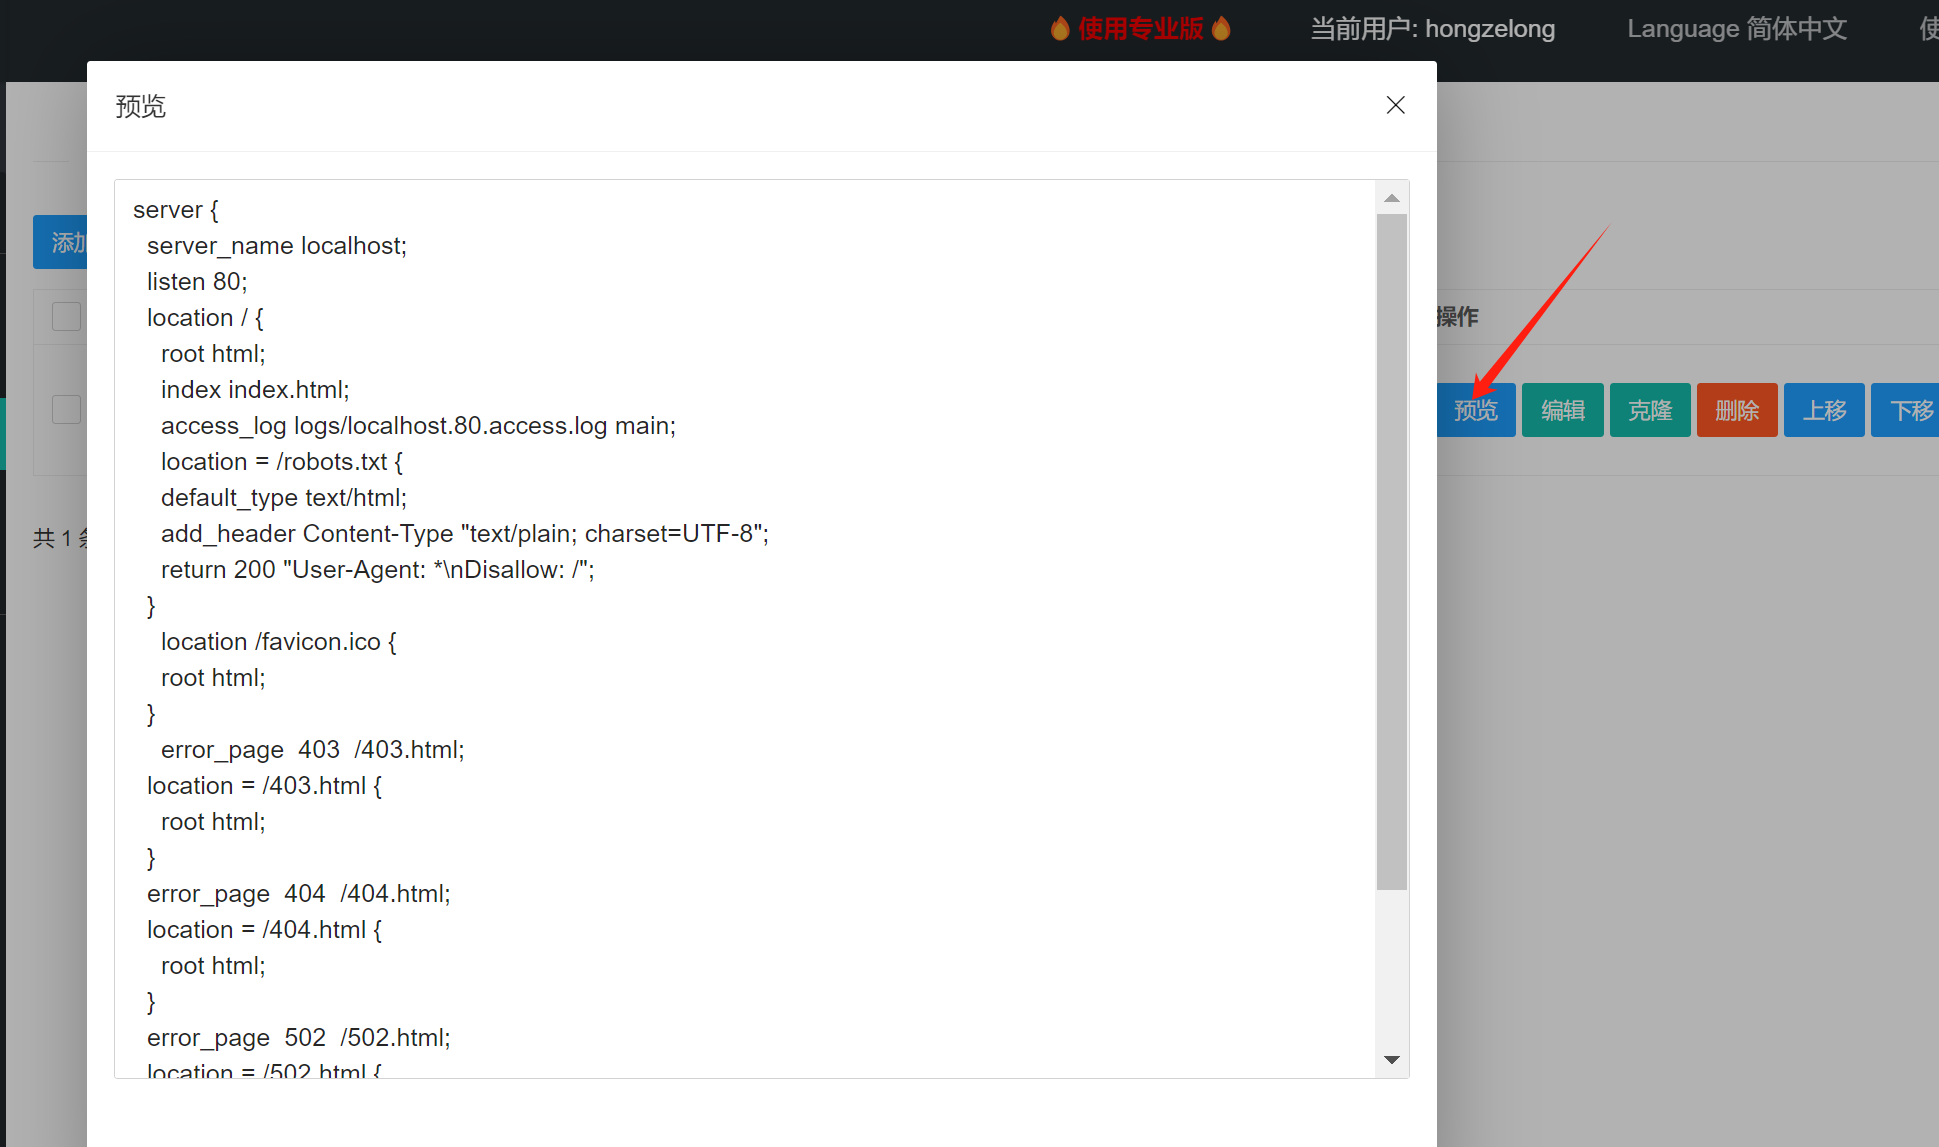 使用专业版
当前用户: hongzelong
Language 简体中文
使
预览
添加
server {
server_name localhost;
listen 80;
location / {
root html;
index index.html;
access_log logs/localhost.80.access.log main;
location = /robots.txt {
default_type text/html;
add_header Content-Type "text/plain; charset=UTF-8";
return 200 "User-Agent: *\nDisallow: /";
}
location /favicon.ico {
root html;
}
error_page  403  /403.html;
location = /403.html {
root html;
}
error_page  404  /404.html;
location = /404.html {
root html;
}
error_page  502  /502.html;
location = /502.html {
操作
预览
编辑
克隆
删除
上移
下移
共 1 条